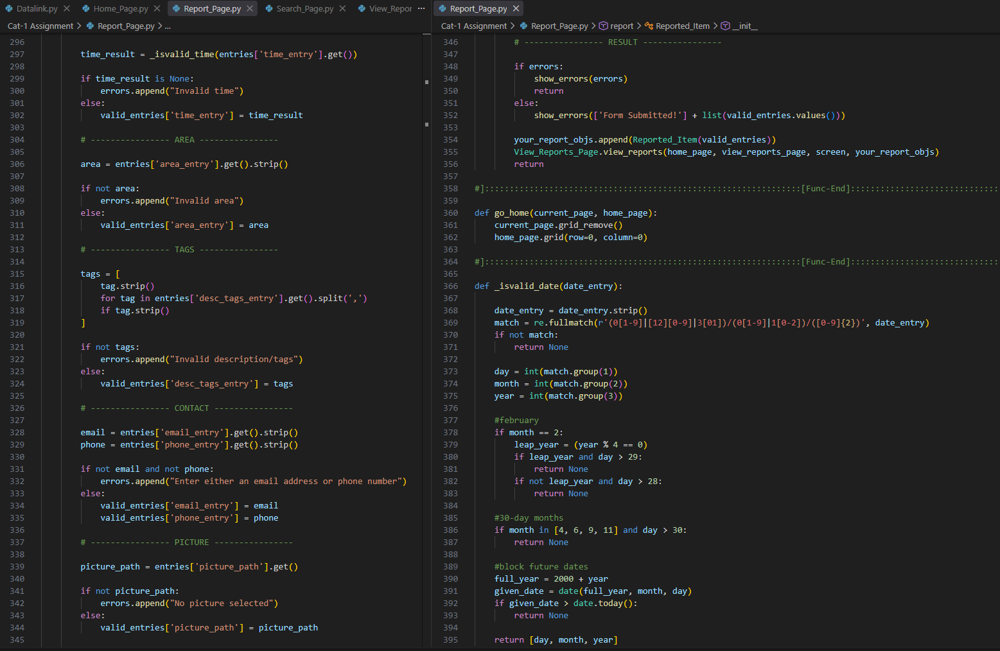 Datalink.py Home_Page.py Report_Page.py Search_Page.py View_Repor ...
Cat-1 Assignment > Report_Page.py > ...
296
297 time_result = _isvalid_time(entries['time_entry'].get())
298
299 if time_result is None:
300 errors.append("Invalid time")
301 else:
302 valid_entries['time_entry'] = time_result
303
304 # ---------------- AREA ----------------
305
306 area = entries['area_entry'].get().strip()
307
308 if not area:
309 errors.append("Invalid area")
310 else:
311 valid_entries['area_entry'] = area
312
313 # ---------------- TAGS ----------------
314
315 tags = [
316 tag.strip()
317 for tag in entries['desc_tags_entry'].get().split(',')
318 if tag.strip()
319 ]
320
321 if not tags:
322 errors.append("Invalid description/tags")
323 else:
324 valid_entries['desc_tags_entry'] = tags
325
326 # ---------------- CONTACT ----------------
327
328 email = entries['email_entry'].get().strip()
329 phone = entries['phone_entry'].get().strip()
330
331 if not email and not phone:
332 errors.append("Enter either an email address or phone number")
333 else:
334 valid_entries['email_entry'] = email
335 valid_entries['phone_entry'] = phone
336
337 # ---------------- PICTURE ----------------
338
339 picture_path = entries['picture_path'].get()
340
341 if not picture_path:
342 errors.append("No picture selected")
343 else:
344 valid_entries['picture_path'] = picture_path
345
Report_Page.py
Cat-1 Assignment > Report_Page.py > report > Reported_Item > __init__
346 # ---------------- RESULT ----------------
347
348 if errors:
349 show_errors(errors)
350 return
351 else:
352 show_errors(['Form Submitted!'] + list(valid_entries.values()))
353
354 your_report_objs.append(Reported_Item(valid_entries))
355 View_Reports_Page.view_reports(home_page, view_reports_page, screen, your_report_objs)
356 return
357
358 #]::::::::::::::::::::::::::::::::::::::::::::::::::::::::::::::::[Func-End]::::::::::::::::::::::::::::::
359
360 def go_home(current_page, home_page):
361 current_page.grid_remove()
362 home_page.grid(row=0, column=0)
363
364 #]::::::::::::::::::::::::::::::::::::::::::::::::::::::::::::::::[Func-End]::::::::::::::::::::::::::::::
365
366 def _isvalid_date(date_entry):
367
368 date_entry = date_entry.strip()
369 match = re.fullmatch(r'(0[1-9]|[12][0-9]|3[01])/(0[1-9]|1[0-2])/([0-9]{2})', date_entry)
370 if not match:
371 return None
372
373 day = int(match.group(1))
374 month = int(match.group(2))
375 year = int(match.group(3))
376
377 #february
378 if month == 2:
379 leap_year = (year % 4 == 0)
380 if leap_year and day > 29:
381 return None
382 if not leap_year and day > 28:
383 return None
384
385 #30-day months
386 if month in [4, 6, 9, 11] and day > 30:
387 return None
388
389 #block future dates
390 full_year = 2000 + year
391 given_date = date(full_year, month, day)
392 if given_date > date.today():
393 return None
394
395 return [day, month, year]